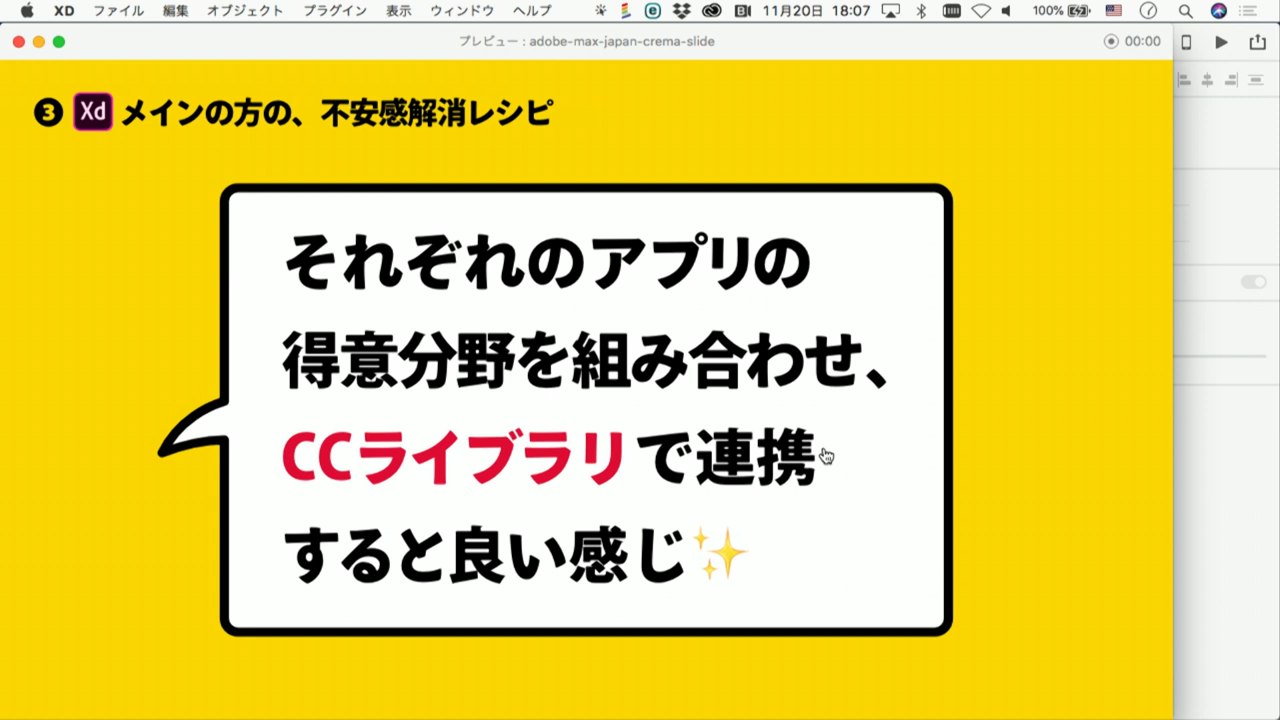 XD ファイル 編集 オブジェクト プラグイン 表示 ウィンドウ ヘルプ 11月20日 18:07 100%
プレビュー：adobe-max-japan-crema-slide 00:00
❸ Xd メインの方の、不安感解消レシピ
それぞれのアプリの
得意分野を組み合わせ、
CCライブラリで連携
すると良い感じ✨